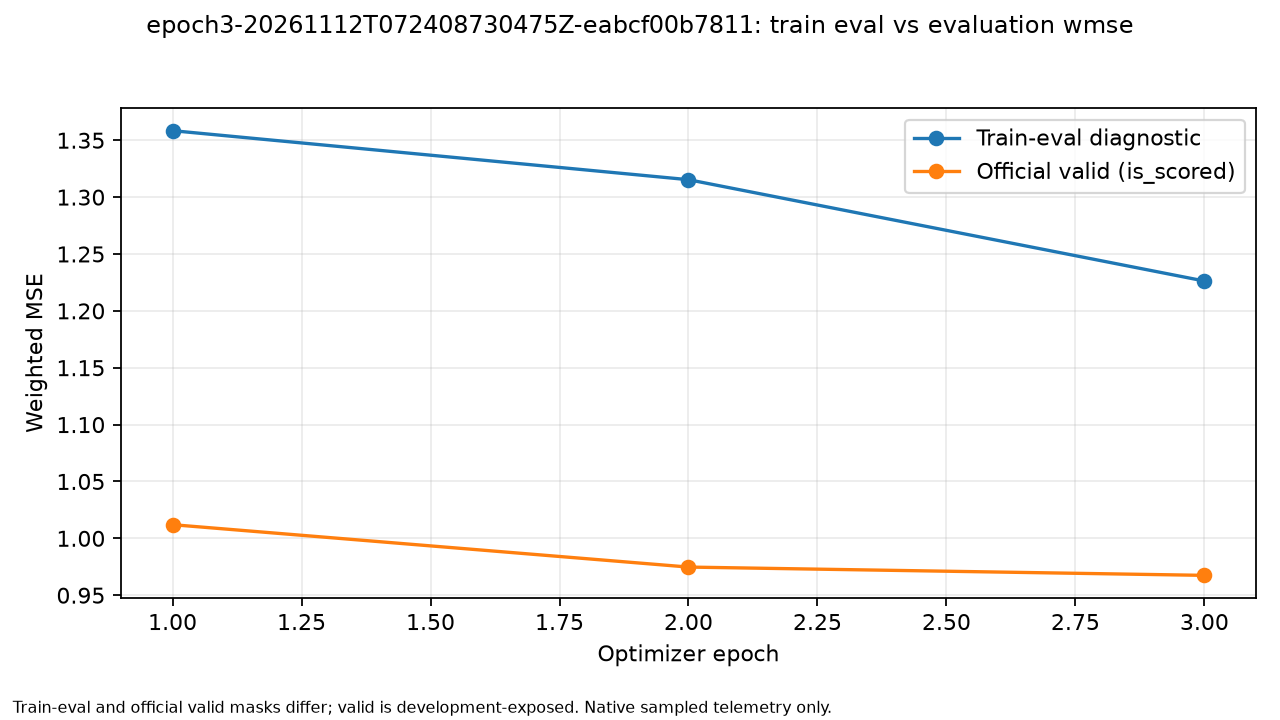 epoch3-20261112T072408730475Z-eabcf00b7811: train eval vs evaluation wmse
Train-eval diagnostic
Official valid (is_scored)
Weighted MSE
1.35
1.30
1.25
1.20
1.15
1.10
1.05
1.00
0.95
1.00 1.25 1.50 1.75 2.00 2.25 2.50 2.75 3.00
Optimizer epoch
Train-eval and official valid masks differ; valid is development-exposed. Native sampled telemetry only.